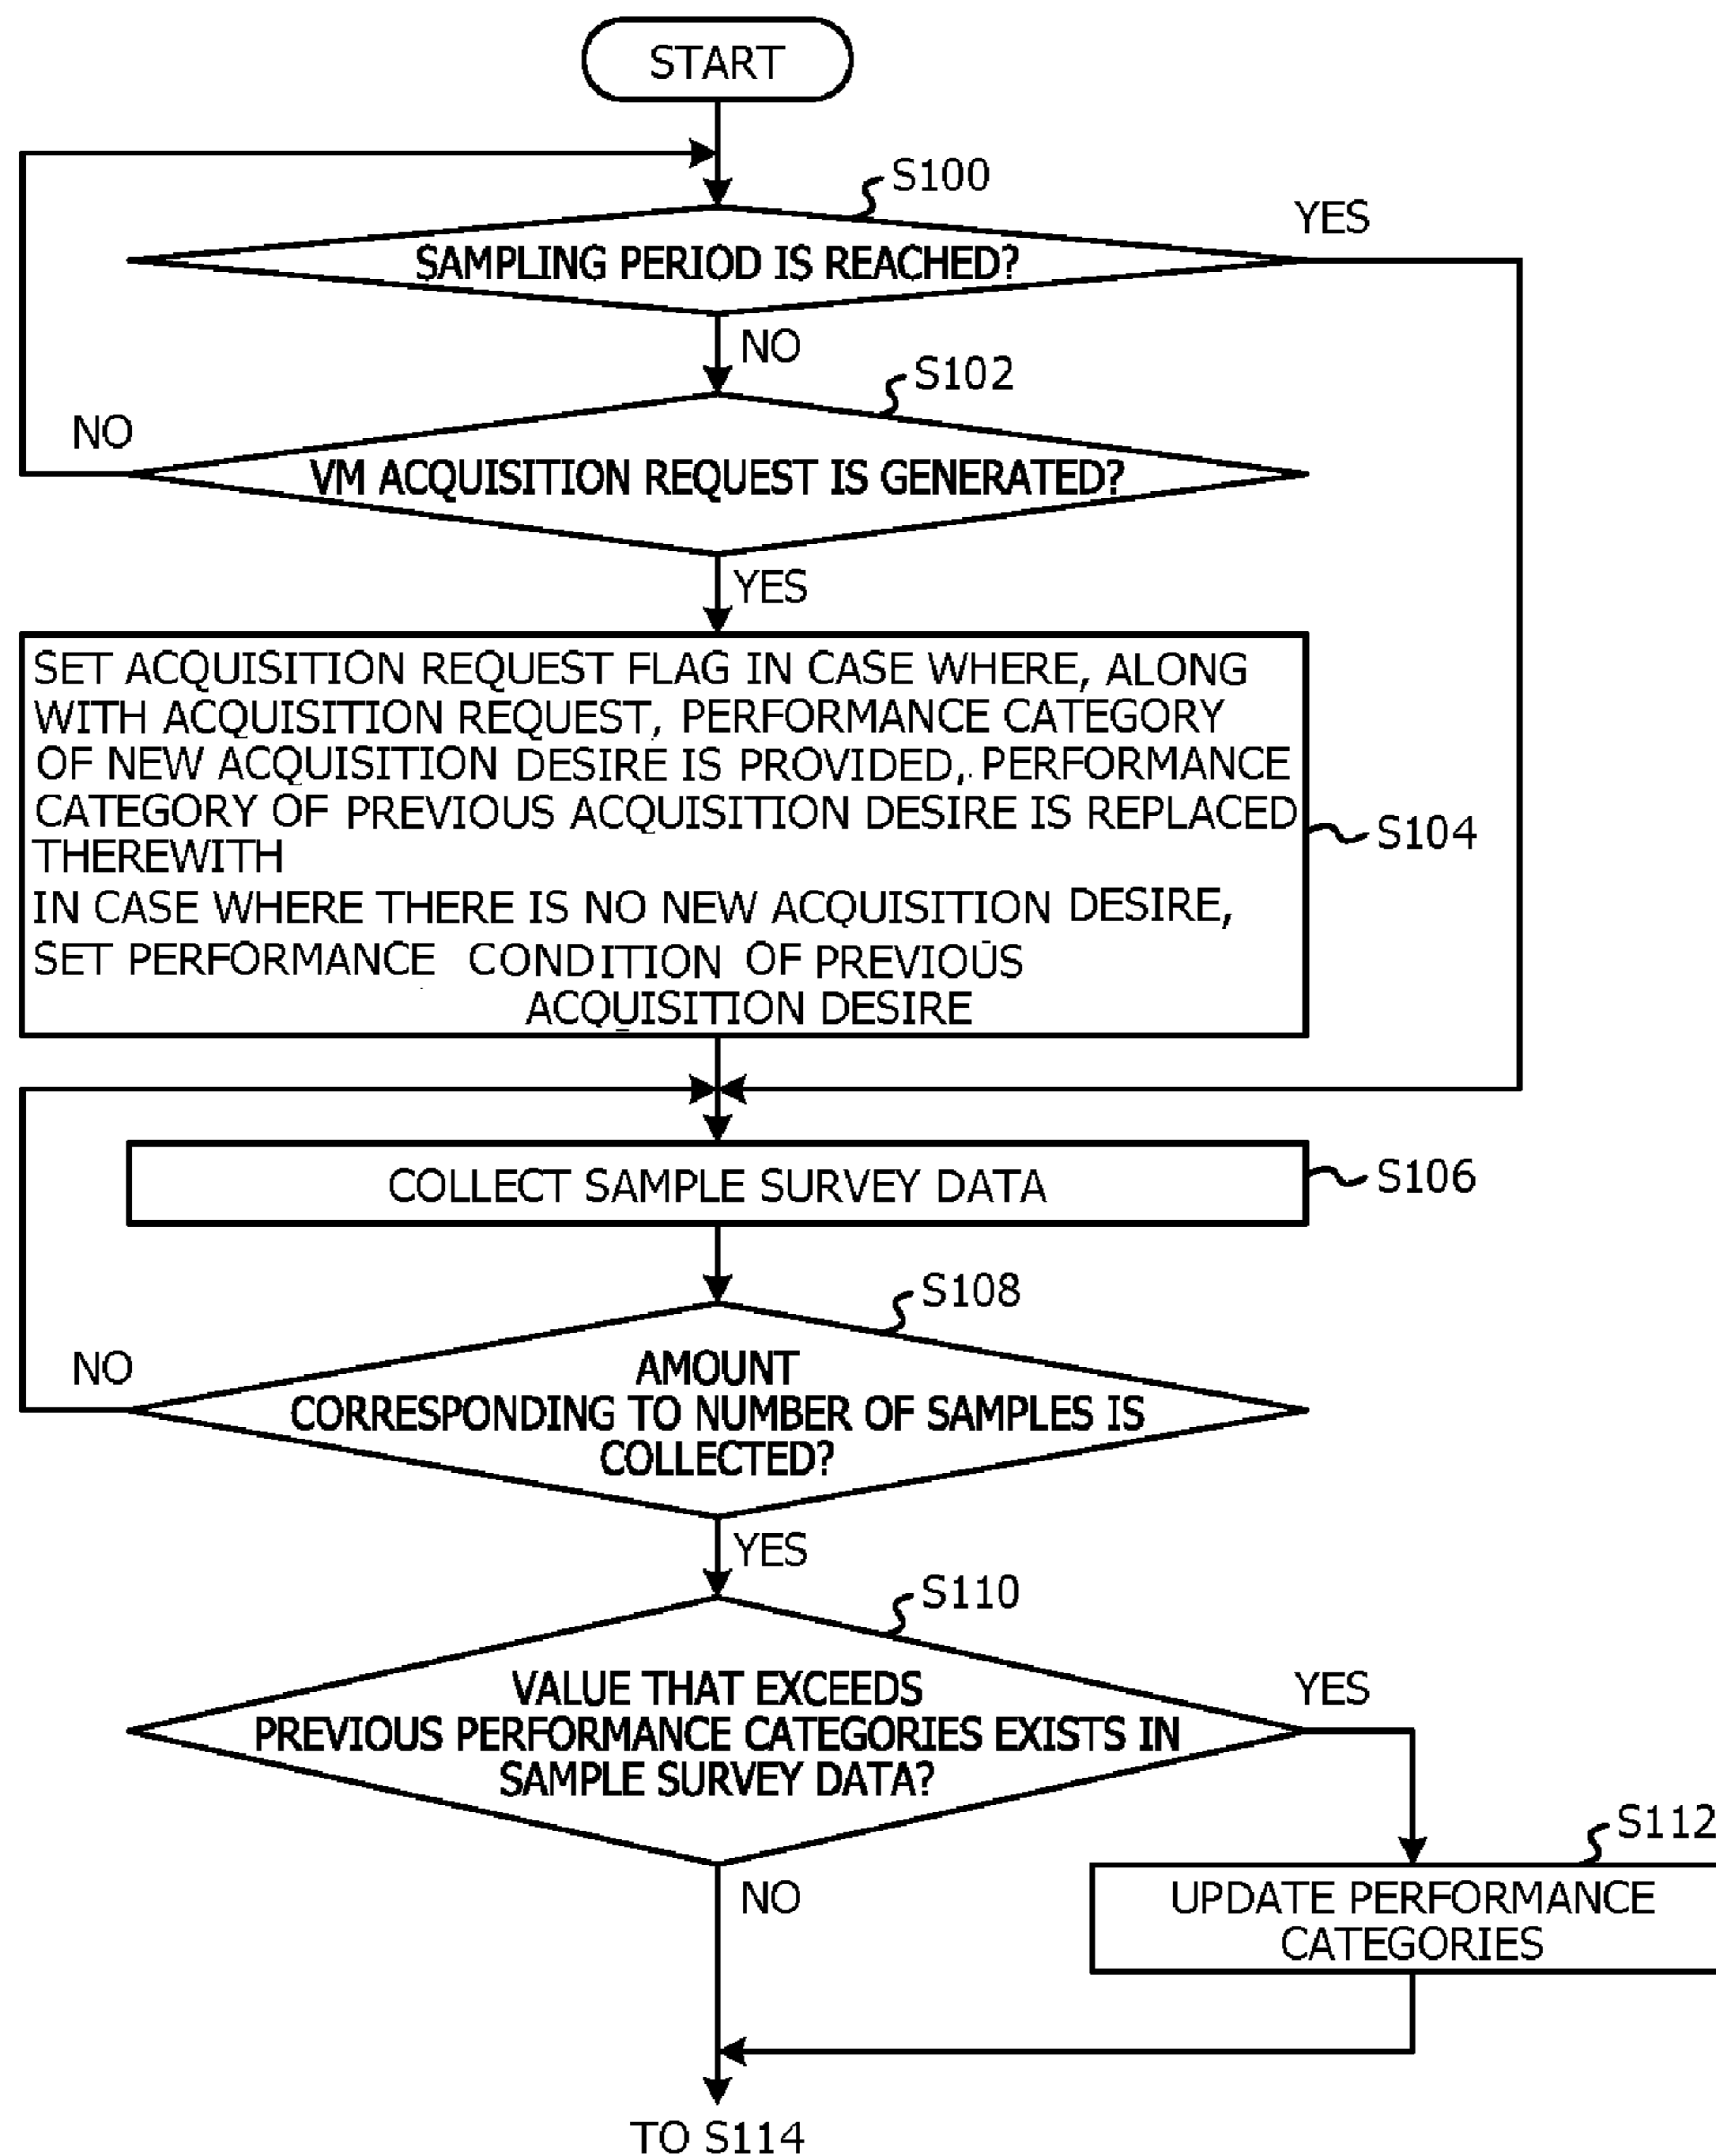 START
S100
YES
SAMPLING PERIOD IS REACHED?
NO
S102
NO
VM ACQUISITION REQUEST IS GENERATED?
YES
SET ACQUISITION REQUEST FLAG IN CASE WHERE, ALONG
WITH ACQUISITION REQUEST, PERFORMANCE CATEGORY
OF NEW ACQUISITION DESIRE IS PROVIDED, PERFORMANCE
CATEGORY OF PREVIOUS ACQUISITION DESIRE IS REPLACED
THEREWITH
IN CASE WHERE THERE IS NO NEW ACQUISITION DESIRE,
SET PERFORMANCE CONDITION OF PREVIOUS
ACQUISITION DESIRE
S104
COLLECT SAMPLE SURVEY DATA
S106
S108
NO
AMOUNT
CORRESPONDING TO NUMBER OF SAMPLES IS
COLLECTED?
YES
S110
VALUE THAT EXCEEDS
PREVIOUS PERFORMANCE CATEGORIES EXISTS IN
SAMPLE SURVEY DATA?
YES
S112
NO
UPDATE PERFORMANCE
CATEGORIES
TO S114